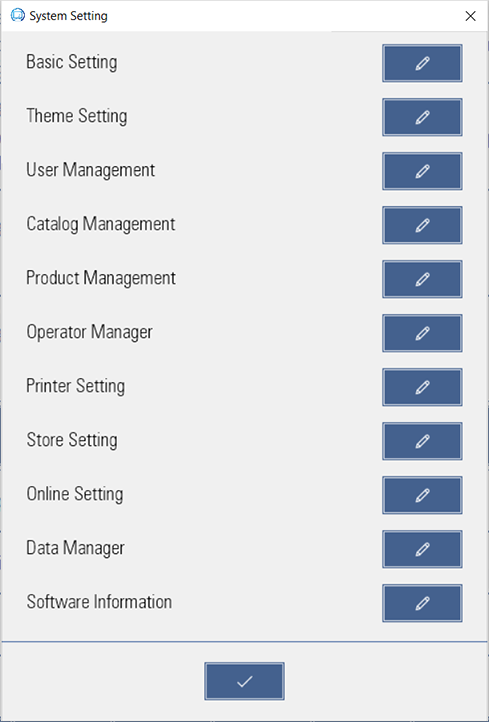 System Setting
Basic Setting
Theme Setting
User Management
Catalog Management
Product Management
Operator Manager
Printer Setting
Store Setting
Online Setting
Data Manager
Software Information